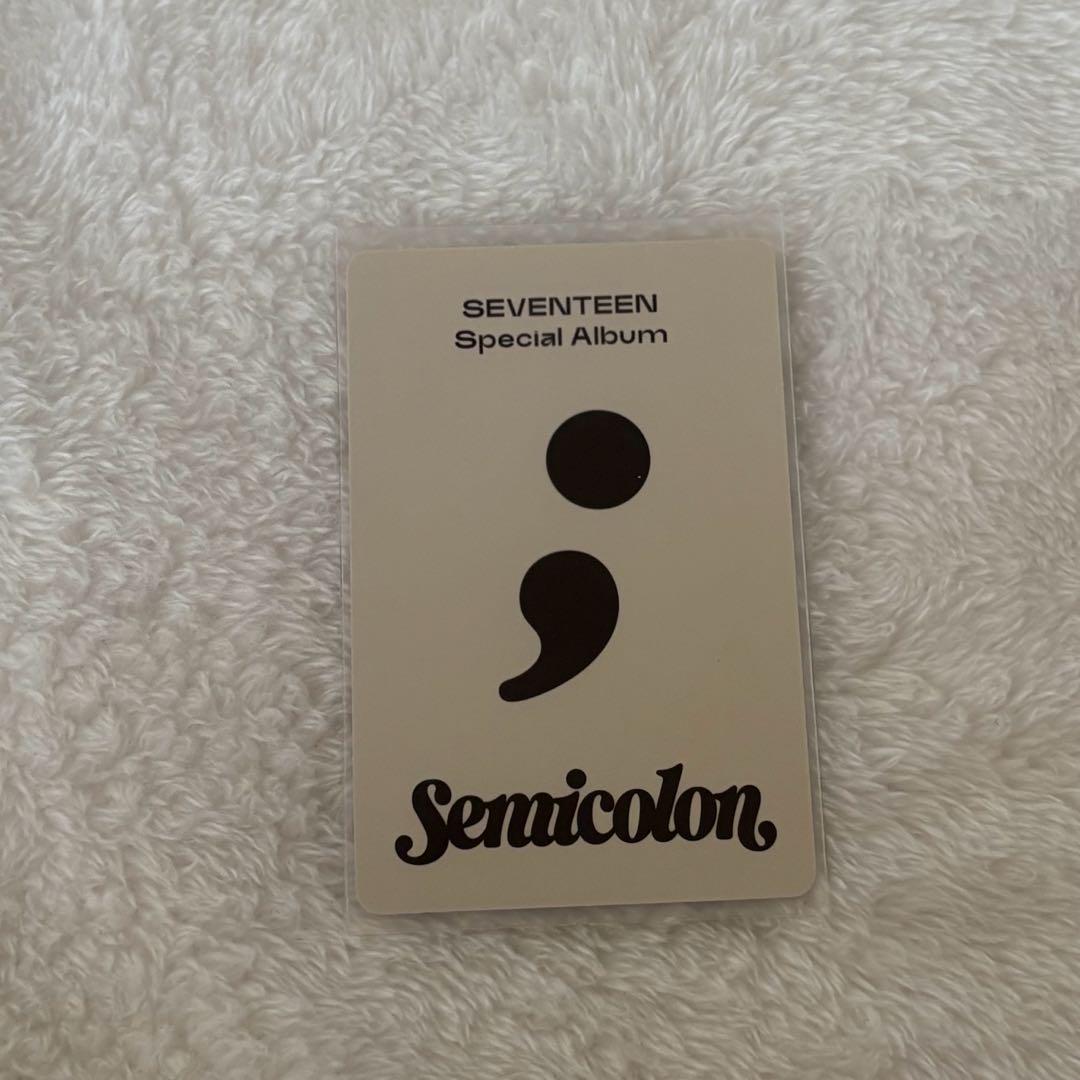 SEVENTEEN
Special Album
;
Semicolon